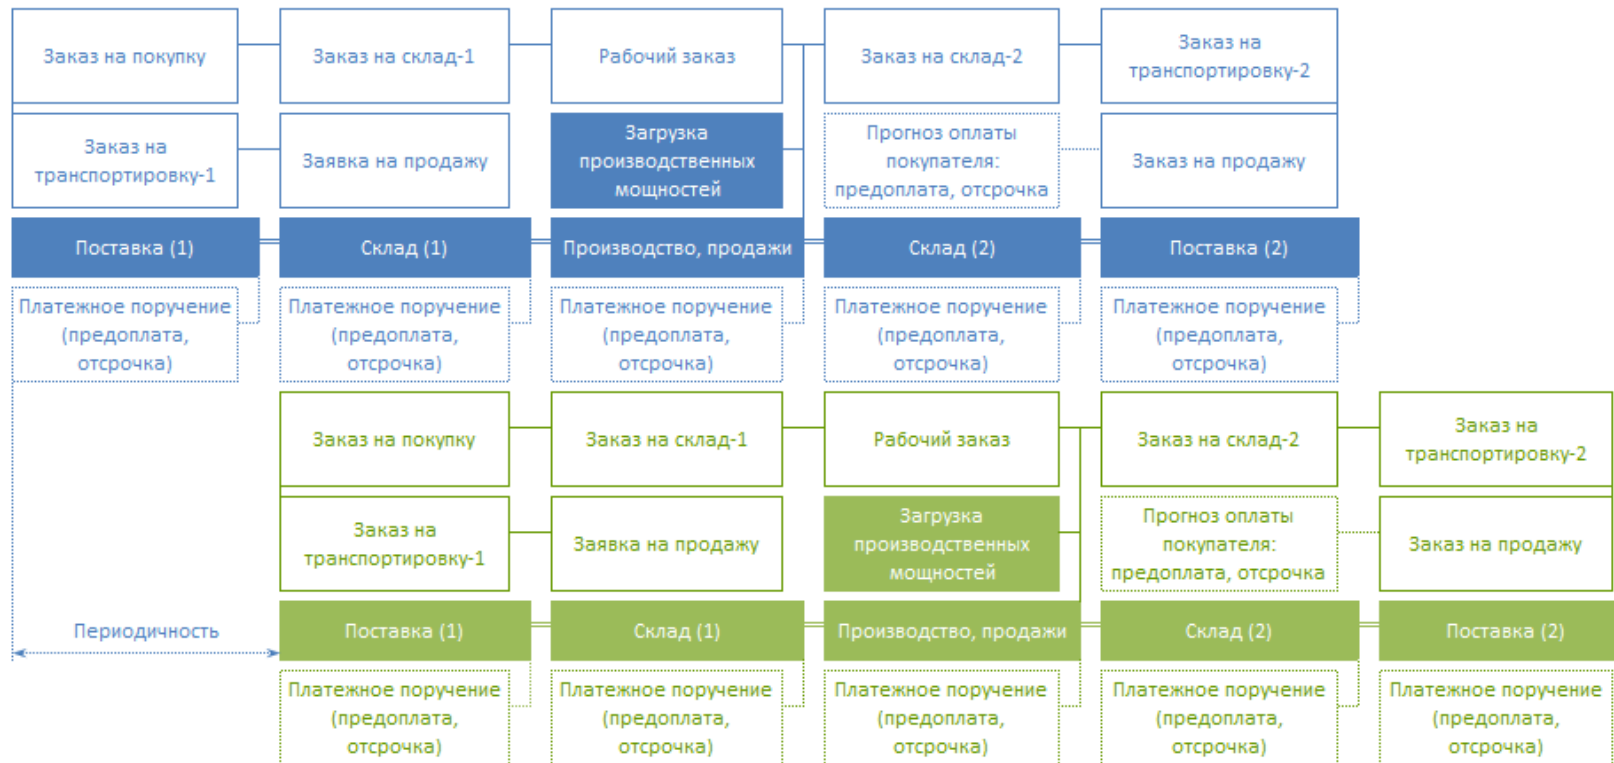 Заказ на покупку
Заказ на склад-1
Рабочий заказ
Заказ на склад-2
Заказ на
транспортировку-2
Заказ на
транспортировку-1
Заявка на продажу
Загрузка
производственных
мощностей
Прогноз оплаты
покупателя:
предоплата, отсрочка
Заказ на продажу
Поставка (1)
Склад (1)
Производство, продажи
Склад (2)
Поставка (2)
Платежное поручение
(предоплата,
отсрочка)
Платежное поручение
(предоплата,
отсрочка)
Платежное поручение
(предоплата,
отсрочка)
Платежное поручение
(предоплата,
отсрочка)
Платежное поручение
(предоплата,
отсрочка)
Заказ на покупку
Заказ на склад-1
Рабочий заказ
Заказ на склад-2
Заказ на
транспортировку-2
Заказ на
транспортировку-1
Заявка на продажу
Загрузка
производственных
мощностей
Прогноз оплаты
покупателя:
предоплата, отсрочка
Заказ на продажу
Периодичность
Поставка (1)
Склад (1)
Производство, продажи
Склад (2)
Поставка (2)
Платежное поручение
(предоплата,
отсрочка)
Платежное поручение
(предоплата,
отсрочка)
Платежное поручение
(предоплата,
отсрочка)
Платежное поручение
(предоплата,
отсрочка)
Платежное поручение
(предоплата,
отсрочка)